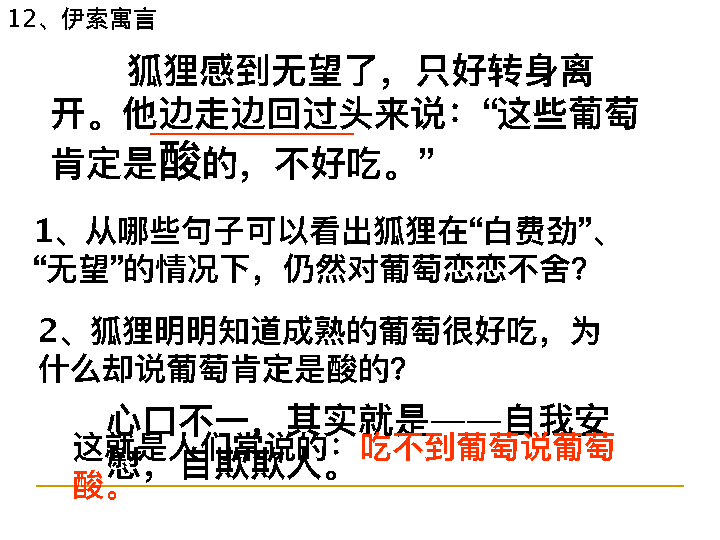 12、伊索寓言
狐狸感到无望了，只好转身离
开。他边走边回过头来说：“这些葡萄
肯定是酸的，不好吃。”
1、从哪些句子可以看出狐狸在“白费劲”、
“无望”的情况下，仍然对葡萄恋恋不舍？
2、狐狸明明知道成熟的葡萄很好吃，为
什么却说葡萄肯定是酸的？
心口不一，其实就是——自我安
慰，自欺欺人。
这就是人们常说的：吃不到葡萄说葡萄
酸。